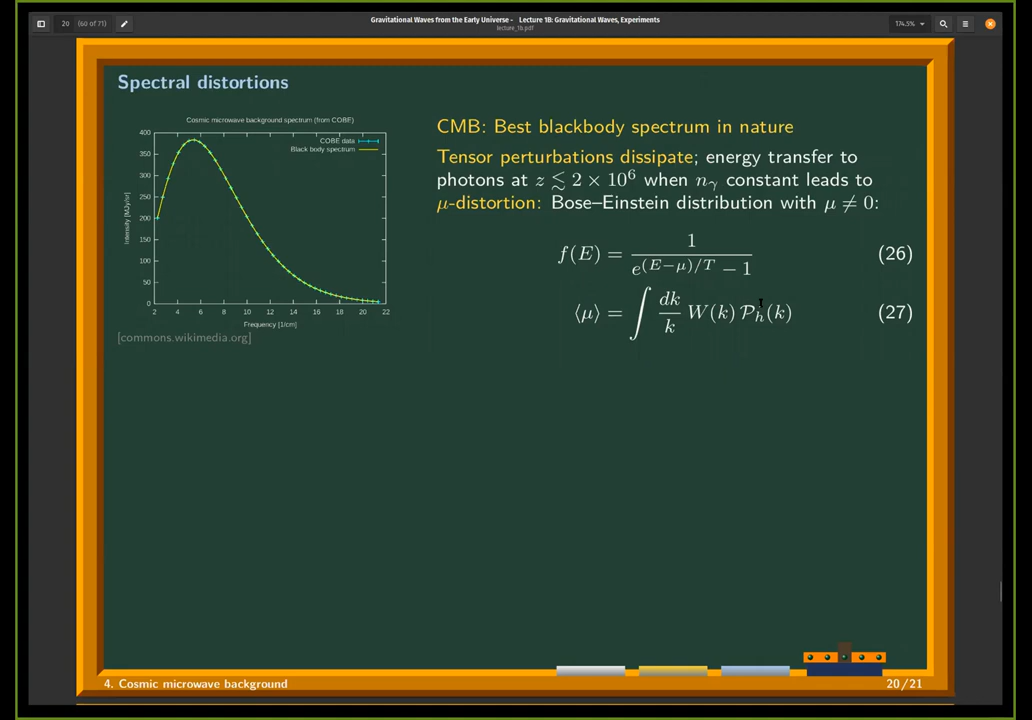 20 (60 of 71)
Gravitational Waves from the Early Universe - Lecture 1B: Gravitational Waves, Experiments
lecture_1b.pdf
174.5%
Spectral distortions
Cosmic microwave background spectrum (from COBE)
COBE data
Black body spectrum
Intensity [MJy/sr]
400
350
300
250
200
150
100
50
0
2 4 6 8 10 12 14 16 18 20 22
Frequency [1/cm]
[commons.wikimedia.org]
CMB: Best blackbody spectrum in nature
Tensor perturbations dissipate; energy transfer to
photons at z ≲ 2 × 10⁶ when n_γ constant leads to
μ-distortion: Bose–Einstein distribution with μ ≠ 0:
f(E) = 1 / (e^{(E−μ)/T} − 1) (26)
⟨μ⟩ = ∫ dk/k W(k) 𝒫_h(k) (27)
4. Cosmic microwave background
20/21